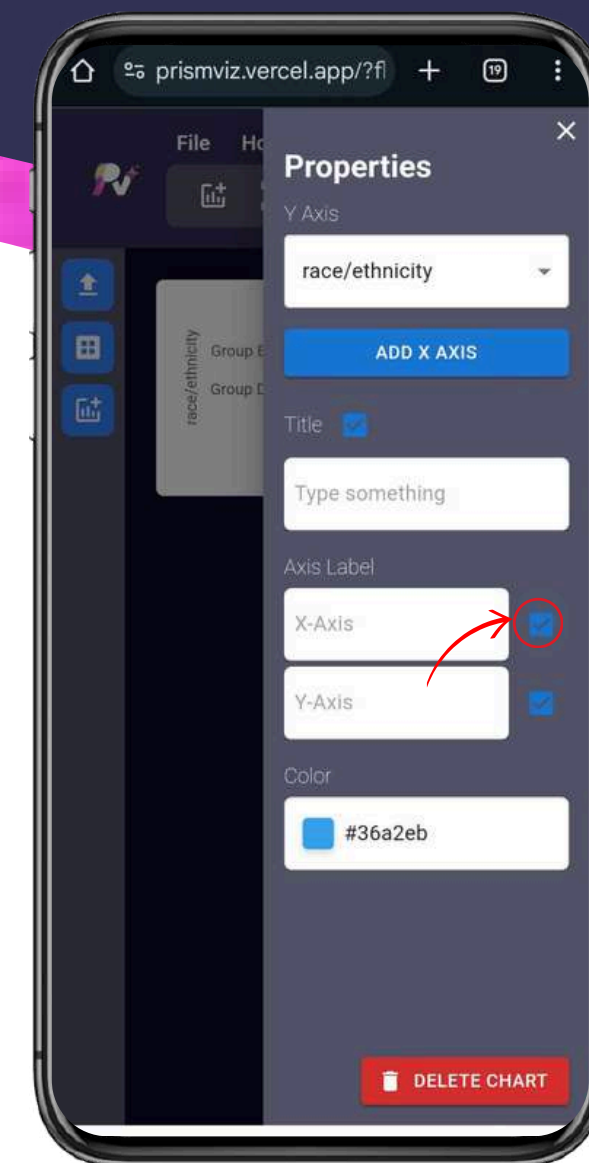 prismviz.vercel.app/?fl
19
File
Properties
Y Axis
race/ethnicity
ADD X AXIS
race/ethnicity
Group
Group
Title
Type something
Axis Label
X-Axis
Y-Axis
Color
#36a2eb
DELETE CHART